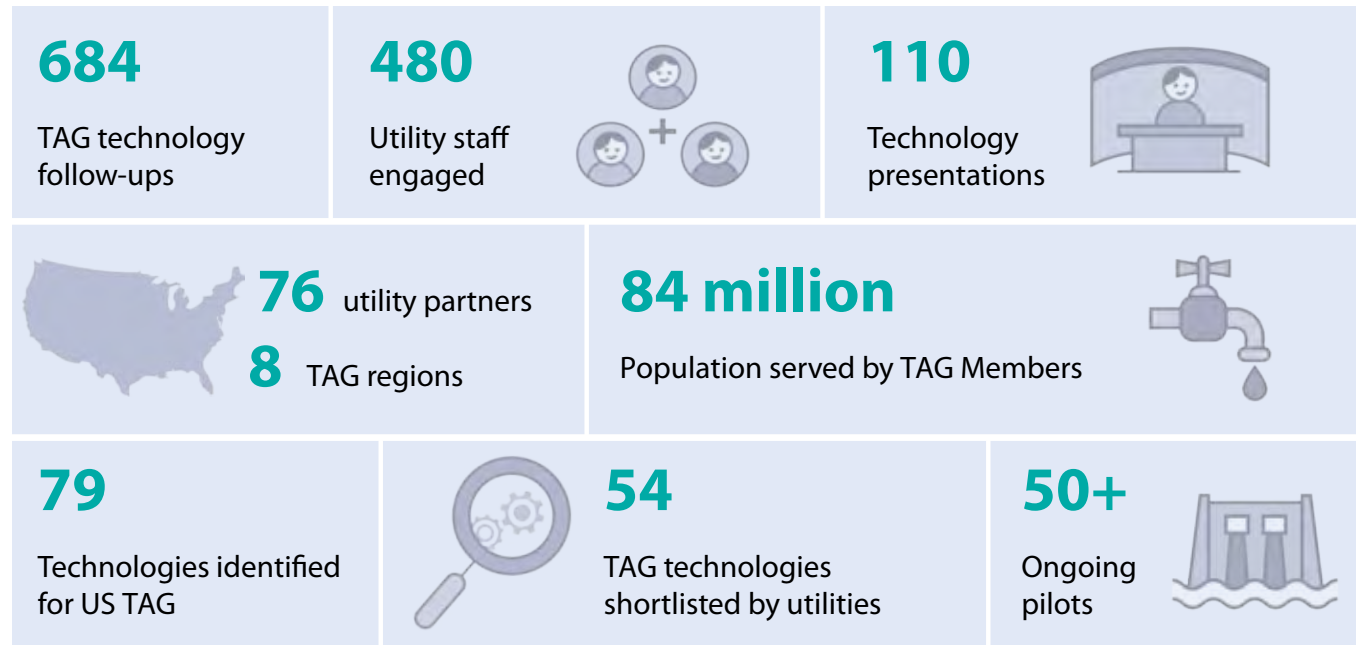 684
TAG technology
follow-ups
480
Utility staff
engaged
110
Technology
presentations
76 utility partners
8 TAG regions
84 million
Population served by TAG Members
79
Technologies identified
for US TAG
54
TAG technologies
shortlisted by utilities
50+
Ongoing
pilots